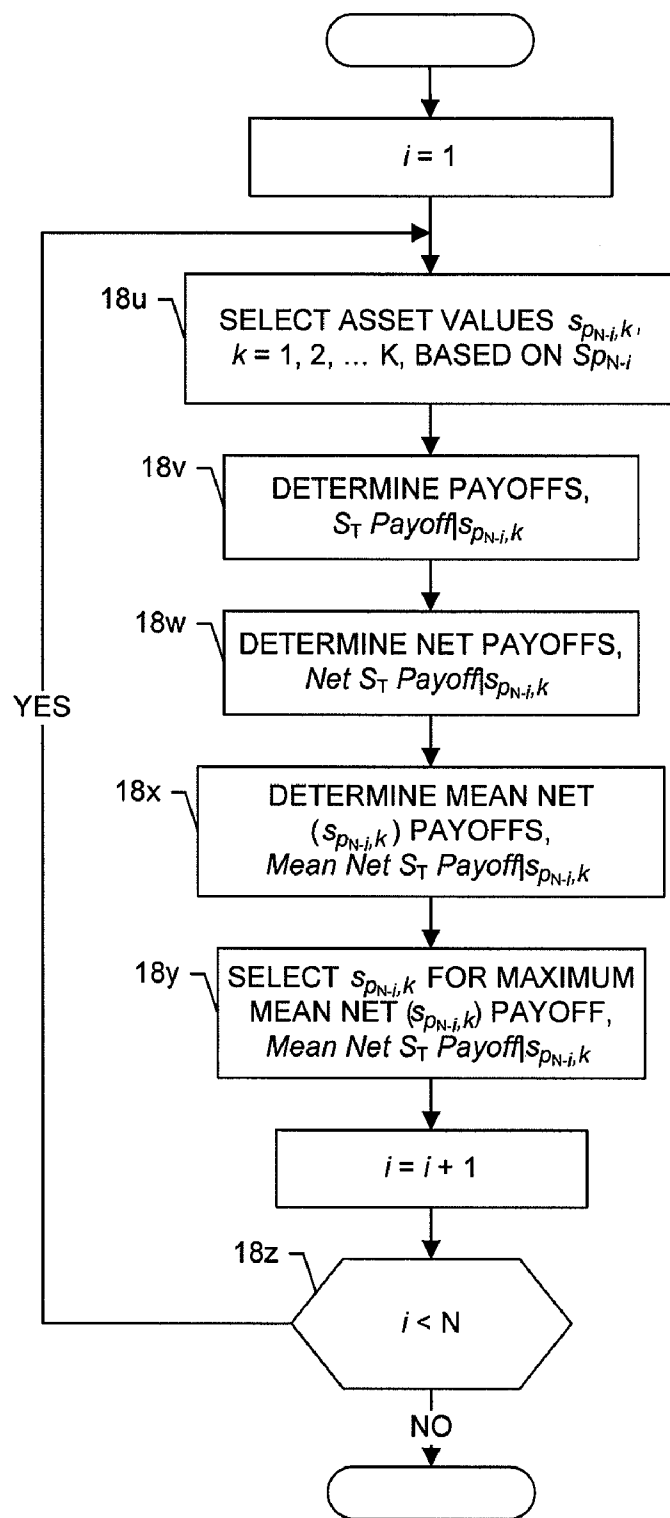 i = 1
18u
SELECT ASSET VALUES s_{p_{N-i},k},
k = 1, 2, ... K, BASED ON S_{p_{N-i}}
18v
DETERMINE PAYOFFS,
S_T Payoff|s_{p_{N-i},k}
18w
DETERMINE NET PAYOFFS,
Net S_T Payoff|s_{p_{N-i},k}
YES
18x
DETERMINE MEAN NET
(s_{p_{N-i},k}) PAYOFFS,
Mean Net S_T Payoff|s_{p_{N-i},k}
18y
SELECT s_{p_{N-i},k} FOR MAXIMUM
MEAN NET (s_{p_{N-i},k}) PAYOFF,
Mean Net S_T Payoff|s_{p_{N-i},k}
i = i + 1
18z
i < N
NO